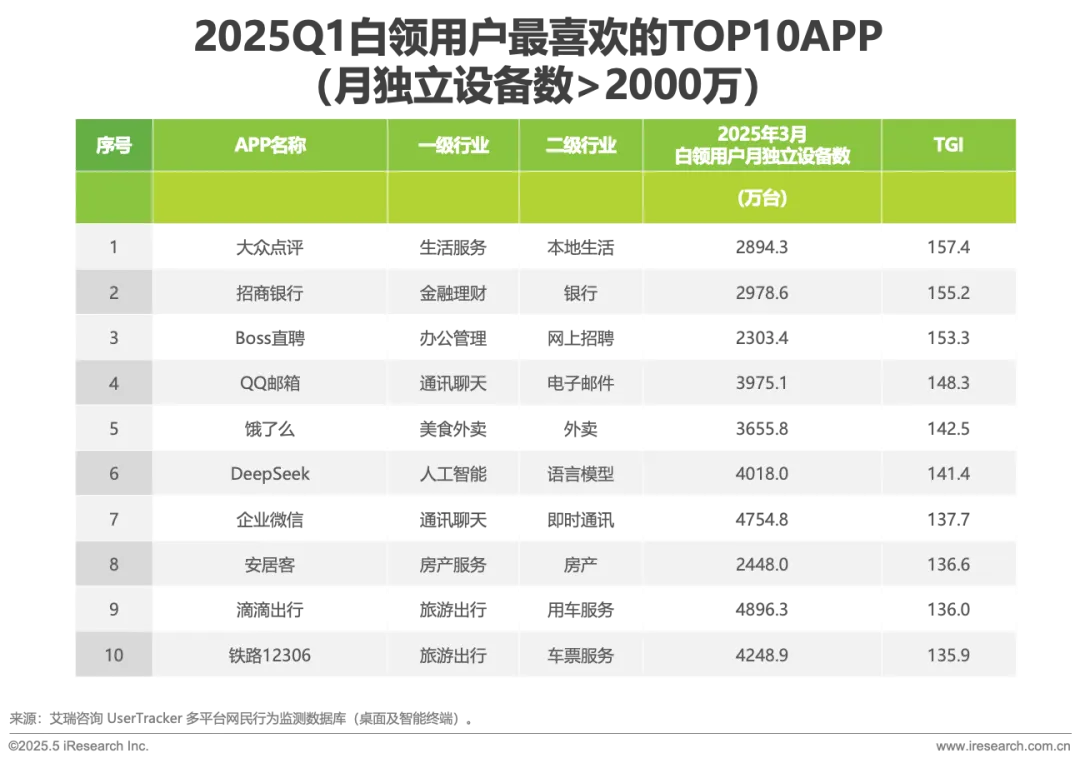 2025Q1白领用户最喜欢的TOP10APP
（月独立设备数>2000万）
序号 APP名称 一级行业 二级行业 2025年3月
白领用户月独立设备数 TGI
(万台)
1 大众点评 生活服务 本地生活 2894.3 157.4
2 招商银行 金融理财 银行 2978.6 155.2
3 Boss直聘 办公管理 网上招聘 2303.4 153.3
4 QQ邮箱 通讯聊天 电子邮件 3975.1 148.3
5 饿了么 美食外卖 外卖 3655.8 142.5
6 DeepSeek 人工智能 语言模型 4018.0 141.4
7 企业微信 通讯聊天 即时通讯 4754.8 137.7
8 安居客 房产服务 房产 2448.0 136.6
9 滴滴出行 旅游出行 用车服务 4896.3 136.0
10 铁路12306 旅游出行 车票服务 4248.9 135.9
来源：艾瑞咨询 UserTracker 多平台网民行为监测数据库（桌面及智能终端）。
©2025.5 iResearch Inc. www.iresearch.com.cn